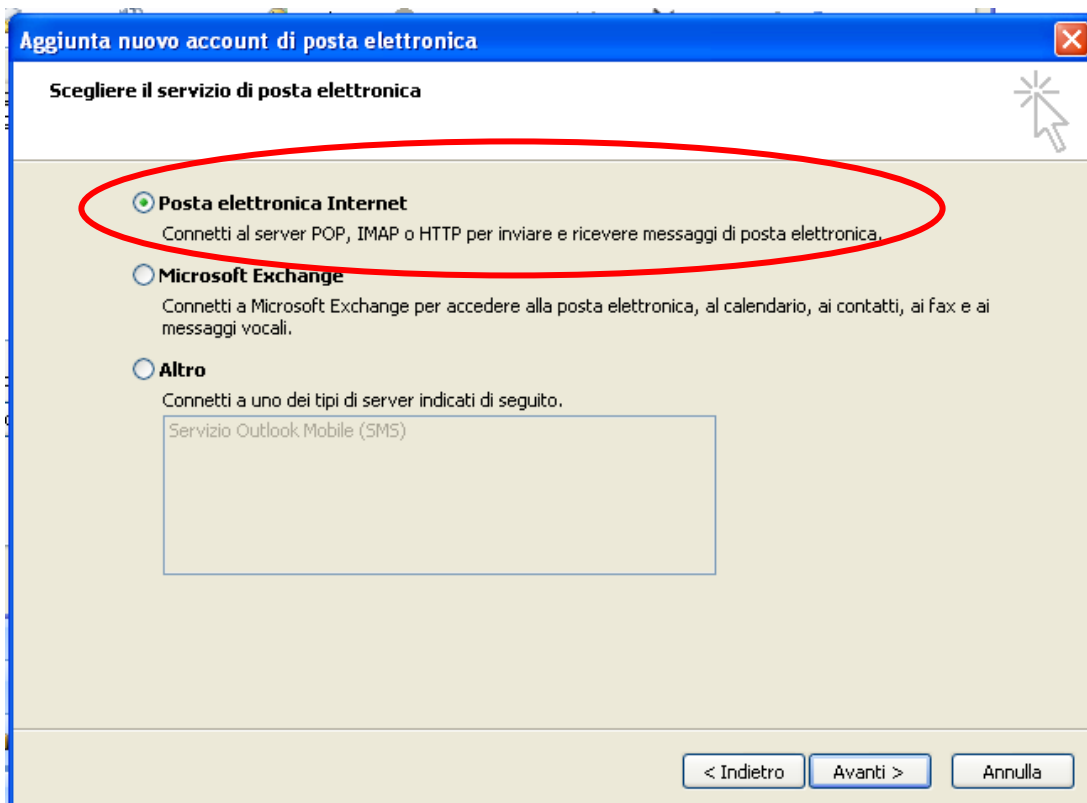 Aggiunta nuovo account di posta elettronica
Scegliere il servizio di posta elettronica
Posta elettronica Internet
Connetti al server POP, IMAP o HTTP per inviare e ricevere messaggi di posta elettronica.
Microsoft Exchange
Connetti a Microsoft Exchange per accedere alla posta elettronica, al calendario, ai contatti, ai fax e ai
messaggi vocali.
Altro
Connetti a uno dei tipi di server indicati di seguito.
Servizio Outlook Mobile (SMS)
< Indietro Avanti > Annulla